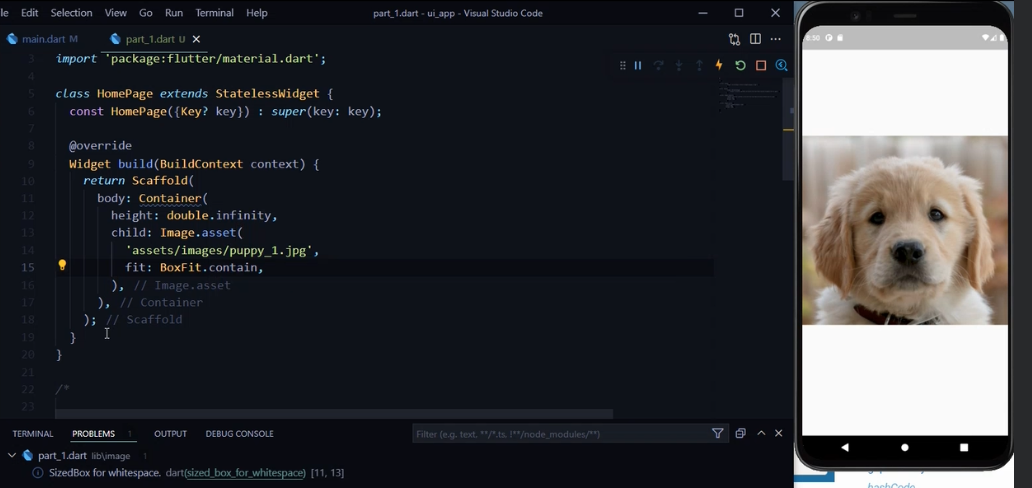 le Edit Selection View Go Run Terminal Help part_1.dart - ui_app - Visual Studio Code
main.dart M part_1.dart U
3 import 'package:flutter/material.dart';
4
5 class HomePage extends StatelessWidget {
6 const HomePage({Key? key}) : super(key: key);
7
8 @override
9 Widget build(BuildContext context) {
10 return Scaffold(
11 body: Container(
12 height: double.infinity,
13 child: Image.asset(
14 'assets/images/puppy_1.jpg',
15 fit: BoxFit.contain,
16 ), // Image.asset
17 ), // Container
18 ); // Scaffold
19 }
20 }
21
22 /*
23
TERMINAL PROBLEMS 1 OUTPUT DEBUG CONSOLE Filter (e.g. text, **/*.ts, !**/node_modules/**)
part_1.dart lib\image 1
SizedBox for whitespace. dart(sized_box_for_whitespace) [11, 13]
hashCode